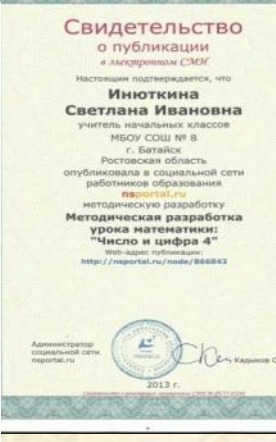 Свидетельство
о публикации
в электронном СМИ
Настоящим подтверждается, что
Инюткина
Светлана Ивановна
учитель начальных классов
МБОУ СОШ № 8
г. Батайск
Ростовская область
опубликовала в социальной сети
работников образования
nsportal.ru
методическую разработку
Методическая разработка
урока математики:
"Число и цифра 4"
Web-адрес публикации:
http://nsportal.ru/node/866843
Администратор
социальной сети
nsportal.ru
Кадыков
2013 г.